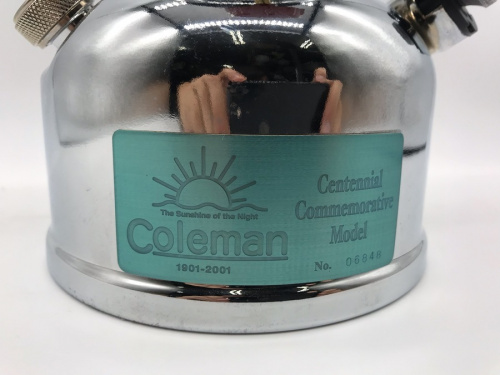 The Sunshine of the Night
Coleman
1901-2001
Centennial
Commemorative
Model
No.